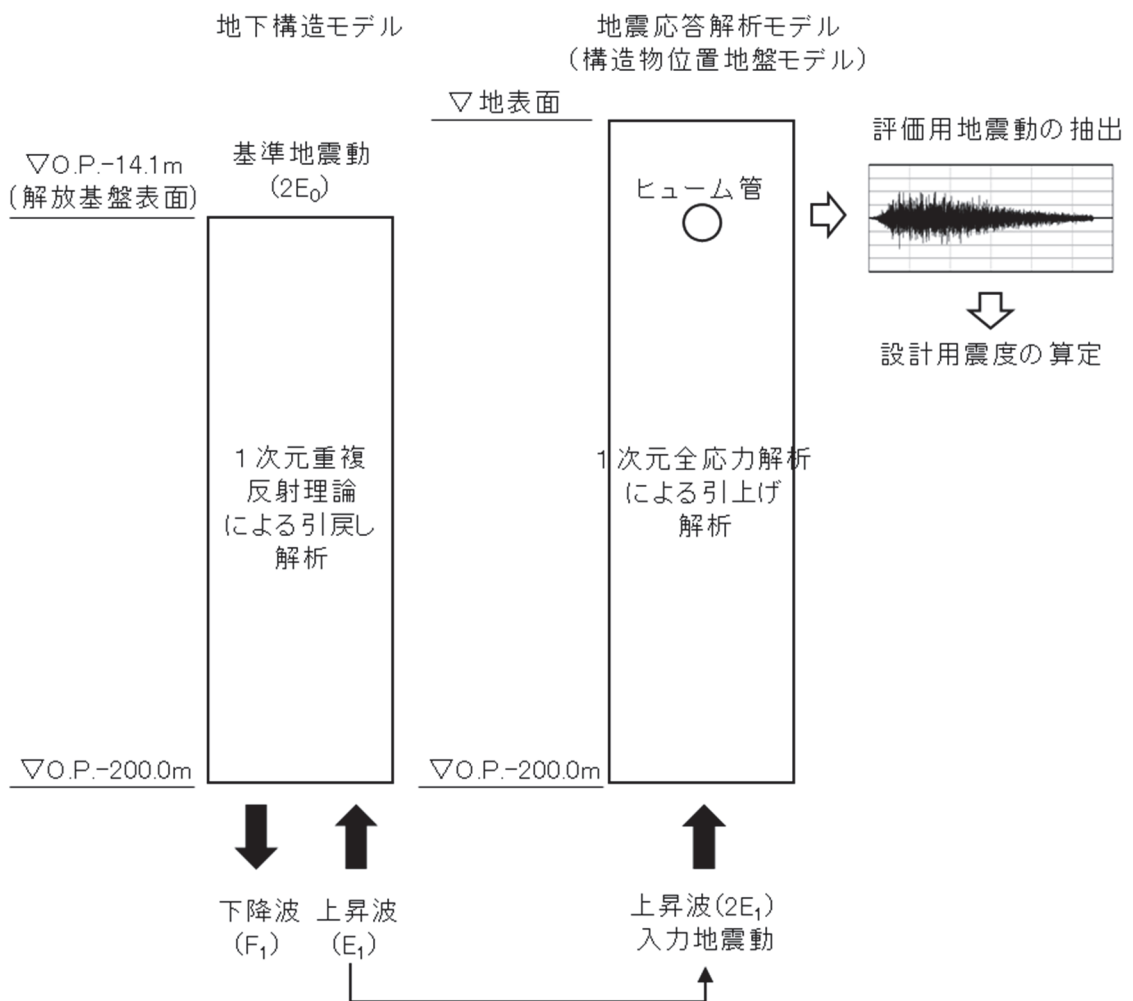 地下構造モデル
地震応答解析モデル
(構造物位置地盤モデル)
▽地表面
評価用地震動の抽出
▽O.P.-14.1m
(解放基盤表面)
基準地震動
(2E₀)
ヒューム管
設計用震度の算定
1次元重複
反射理論
による引戻し
解析
1次元全応力解析
による引上げ
解析
▽O.P.-200.0m
▽O.P.-200.0m
下降波
(F₁)
上昇波
(E₁)
上昇波(2E₁)
入力地震動